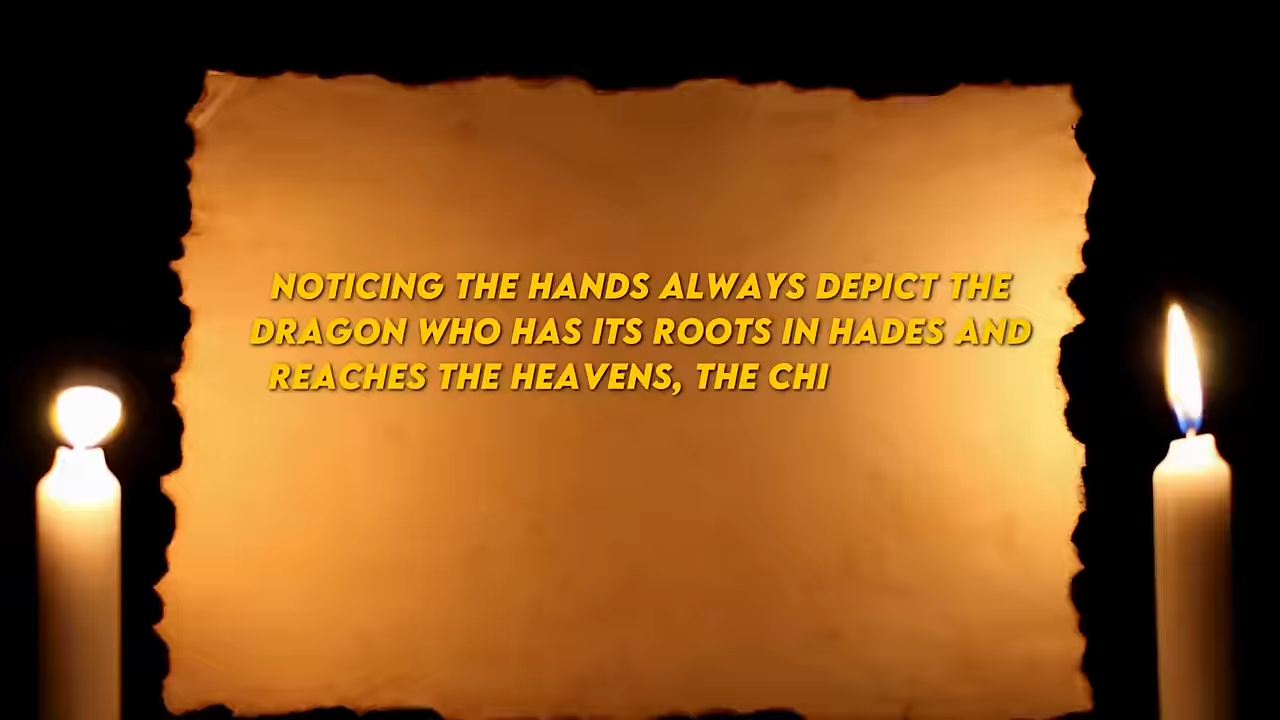 NOTICING THE HANDS ALWAYS DEPICT THE
DRAGON WHO HAS ITS ROOTS IN HADES AND
REACHES THE HEAVENS, THE CHI